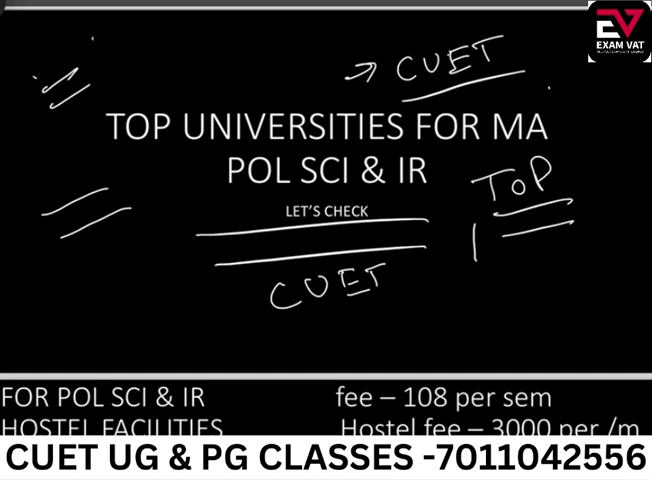 EV
EXAM VAT
→ CUET
TOP UNIVERSITIES FOR MA
POL SCI & IR
TOP
LET'S CHECK
CUET
FOR POL SCI & IR fee – 108 per sem
HOSTEL FACILITIES Hostel fee – 3000 per /m
CUET UG & PG CLASSES -7011042556